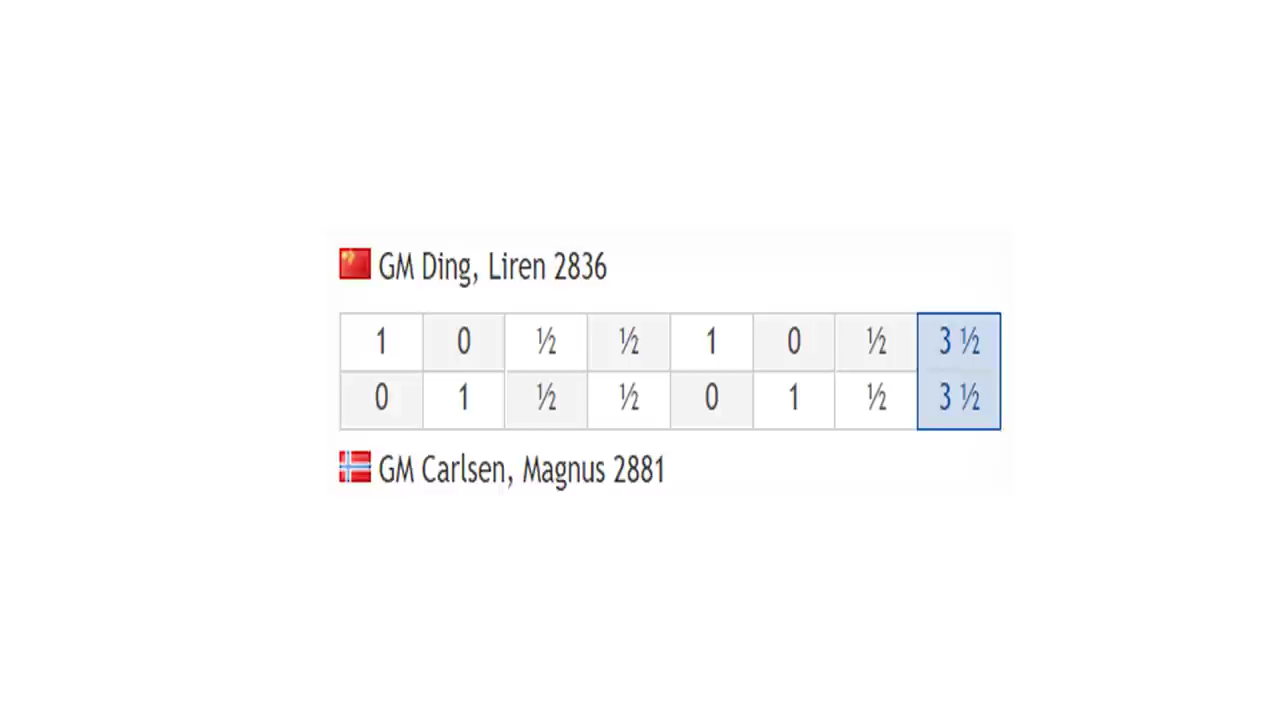 GM Ding, Liren 2836
1 0 ½ ½ 1 0 ½ 3 ½
0 1 ½ ½ 0 1 ½ 3 ½
GM Carlsen, Magnus 2881